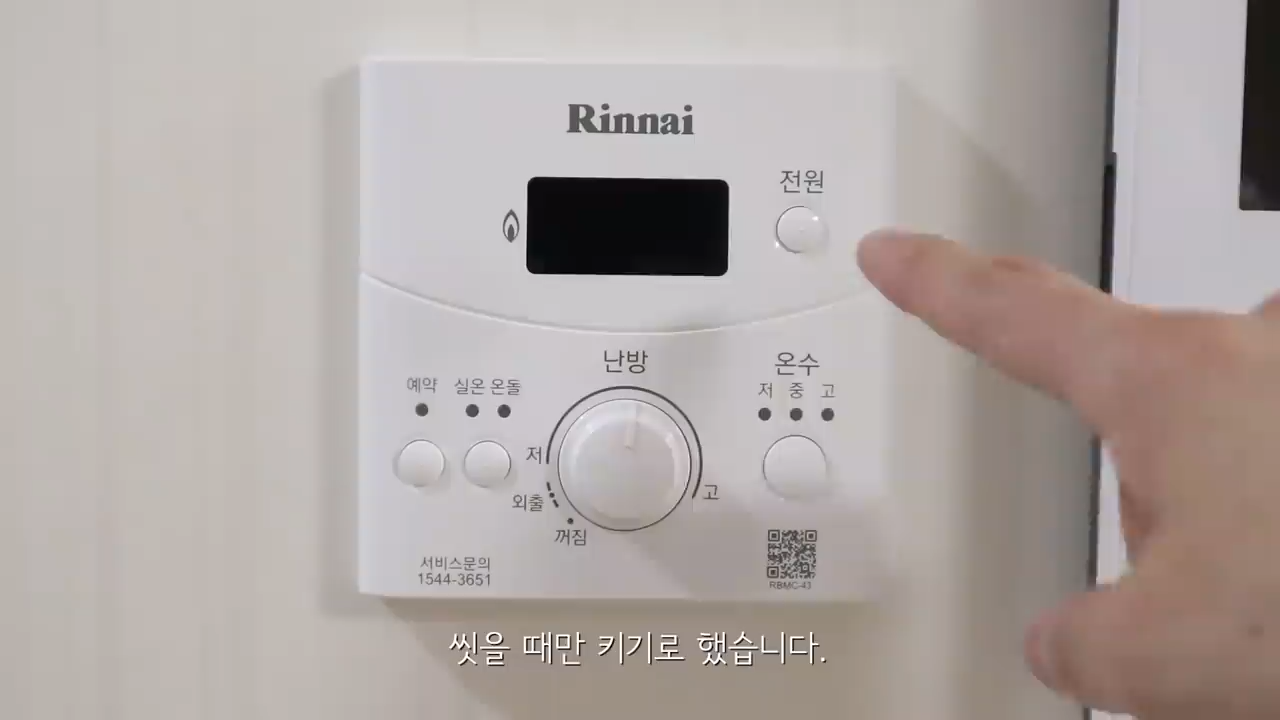 Rinnai
전원
난방
온수
예약 실온 온돌
저 중 고
저
외출
꺼짐
고
서비스문의
1544-3651
RBMC-43
씻을 때만 키기로 했습니다.